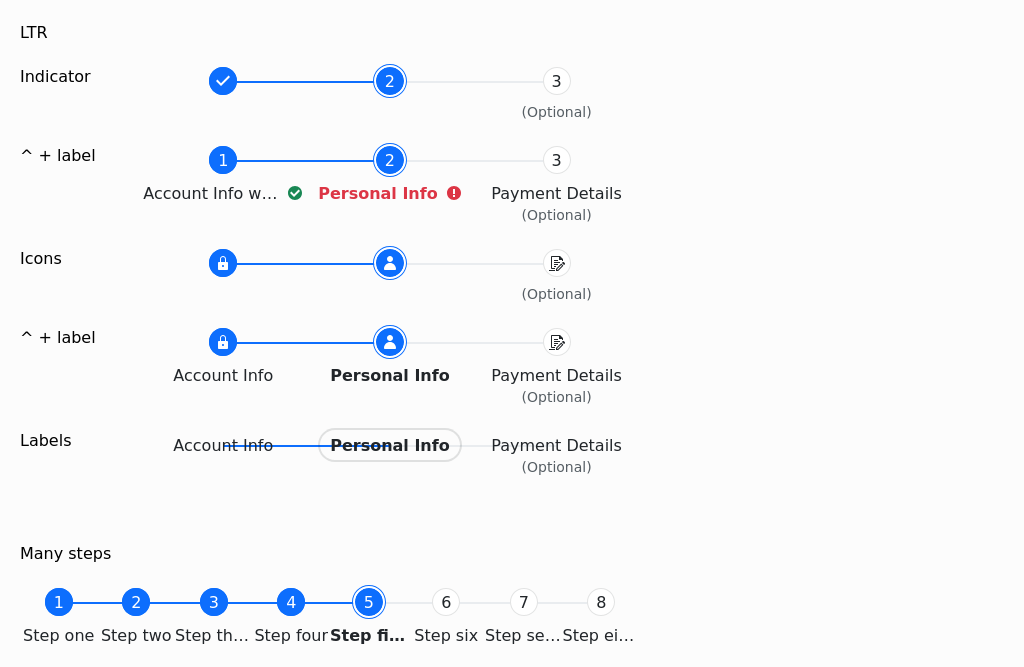 LTR
Indicator
2 3
(Optional)
^ + label
1 2 3
Account Info w... Personal Info Payment Details
(Optional)
Icons
(Optional)
^ + label
Account Info Personal Info Payment Details
(Optional)
Labels
Account Info Personal Info Payment Details
(Optional)
Many steps
1 2 3 4 5 6 7 8
Step one Step two Step th... Step four Step fi... Step six Step se... Step ei...